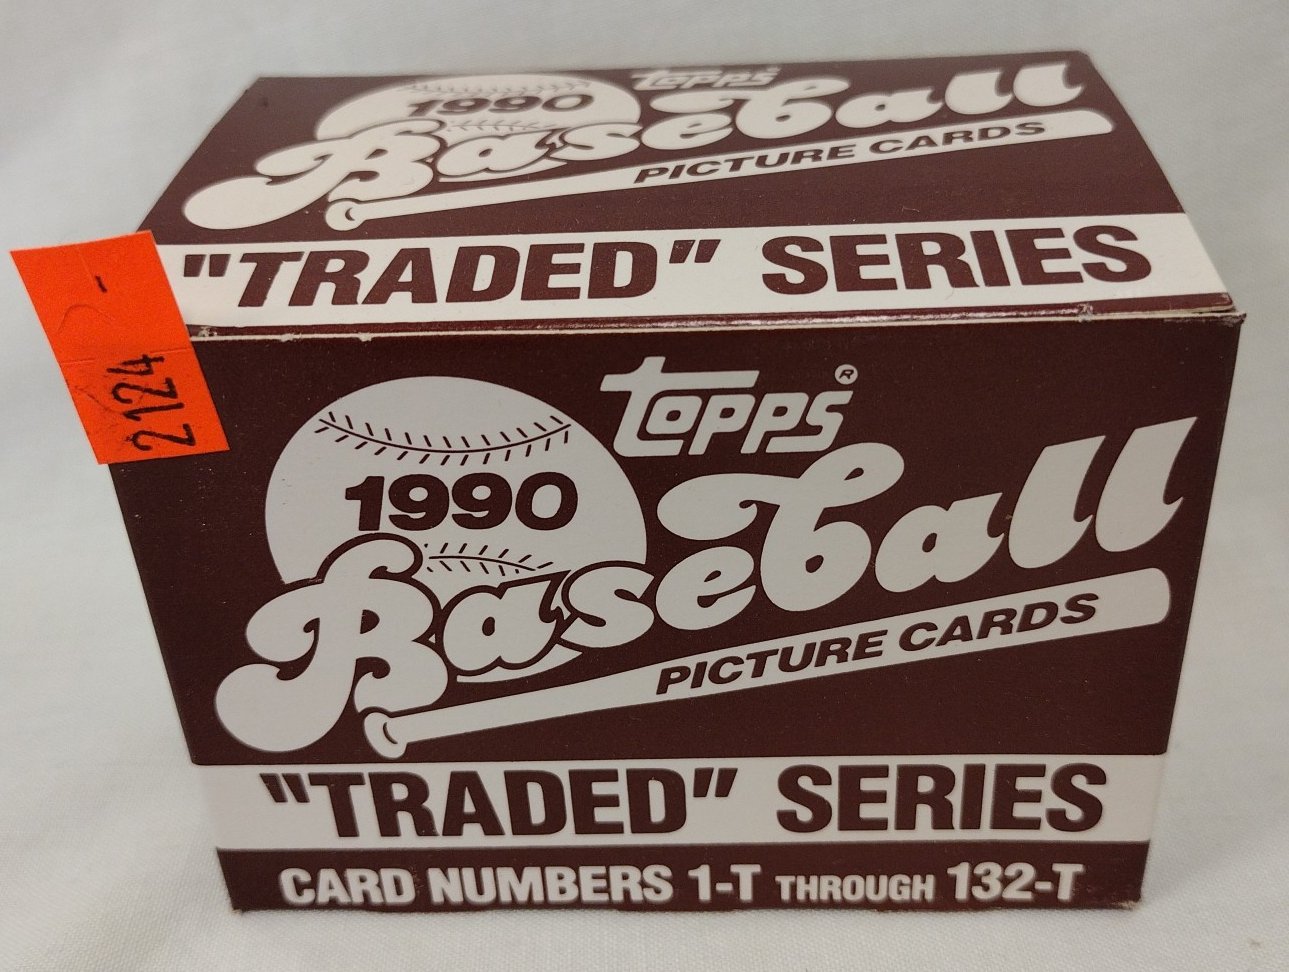 Topps
1990
Baseball
PICTURE CARDS
"TRADED" SERIES
2124
Topps®
1990
Baseball
PICTURE CARDS
"TRADED" SERIES
CARD NUMBERS 1-T THROUGH 132-T